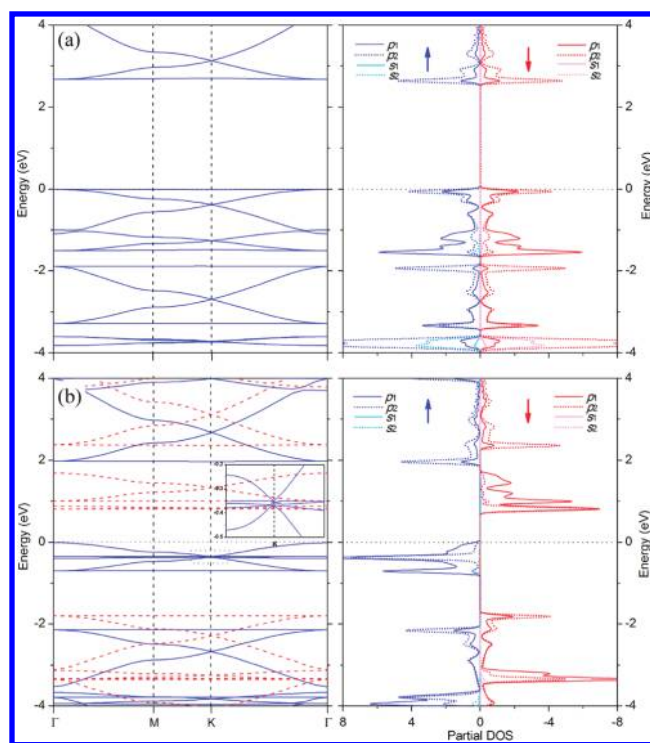 (a)
Energy (eV)
4
2
0
-2
-4
Γ M K Γ
p1
p2
s1
s2
p1
p2
s1
s2
4
2
0
-2
-4
Energy (eV)
(b)
Energy (eV)
4
2
0
-2
-4
Γ M K Γ
K
p1
p2
s1
s2
p1
p2
s1
s2
4
2
0
-2
-4
Energy (eV)
8 4 0 -4 -8
Partial DOS